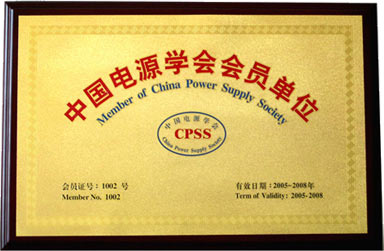 中国电源学会会员单位
Member of China Power Supply Society
中国电源学会
CPSS
China Power Supply Society
会员证号：1002 号
Member No. 1002
有效日期：2005-2008年
Term of Validity: 2005-2008